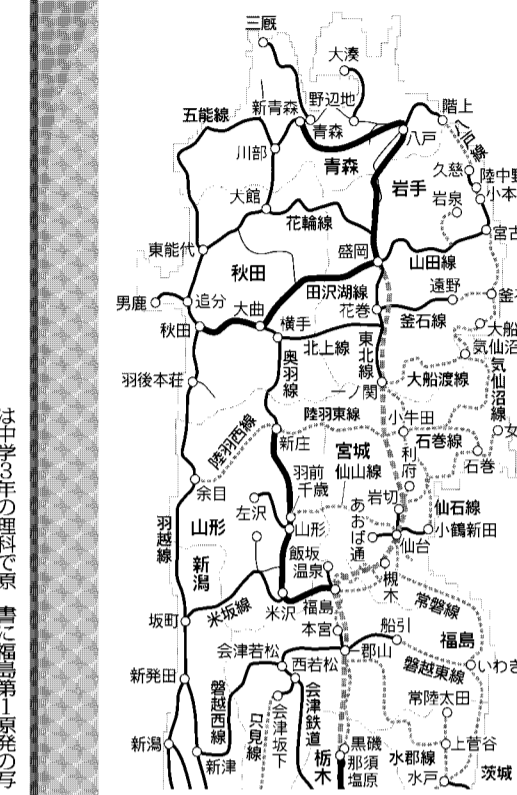 三厩
大湊
新青森
野辺地
階上
五能線
青森
八戸
八戸線
川部
青森
久慈
陸中野
小本
岩手
岩泉
大館
花輪線
宮古
東能代
盛岡
山田線
秋田
田沢湖線
遠野
男鹿
追分
大曲
花巻
釜石線
釜石
秋田
横手
北上線
東北線
大船
気仙沼
奥羽線
羽後本荘
一ノ関
大船渡線
気仙沼線
陸羽東線
小牛田
女
陸羽西線
新庄
宮城
石巻線
利府
石巻
羽前
千歳
仙山線
余目
岩切
仙石線
左沢
あおば通
羽越線
山形
山形
小鶴新田
仙台
新潟
飯坂
温泉
槻木
米沢
福島
常磐線
坂町
米坂線
本宮
船引
福島
会津若松
西若松
郡山
磐越東線
いわき
新発田
磐越西線
只見線
会津坂下
会津鉄道
常陸太田
新潟
新津
黒磯
那須
塩原
上菅谷
水郡線
栃木
水戸
茨城
は中学3年の理科で原
書に福島第1原発の写